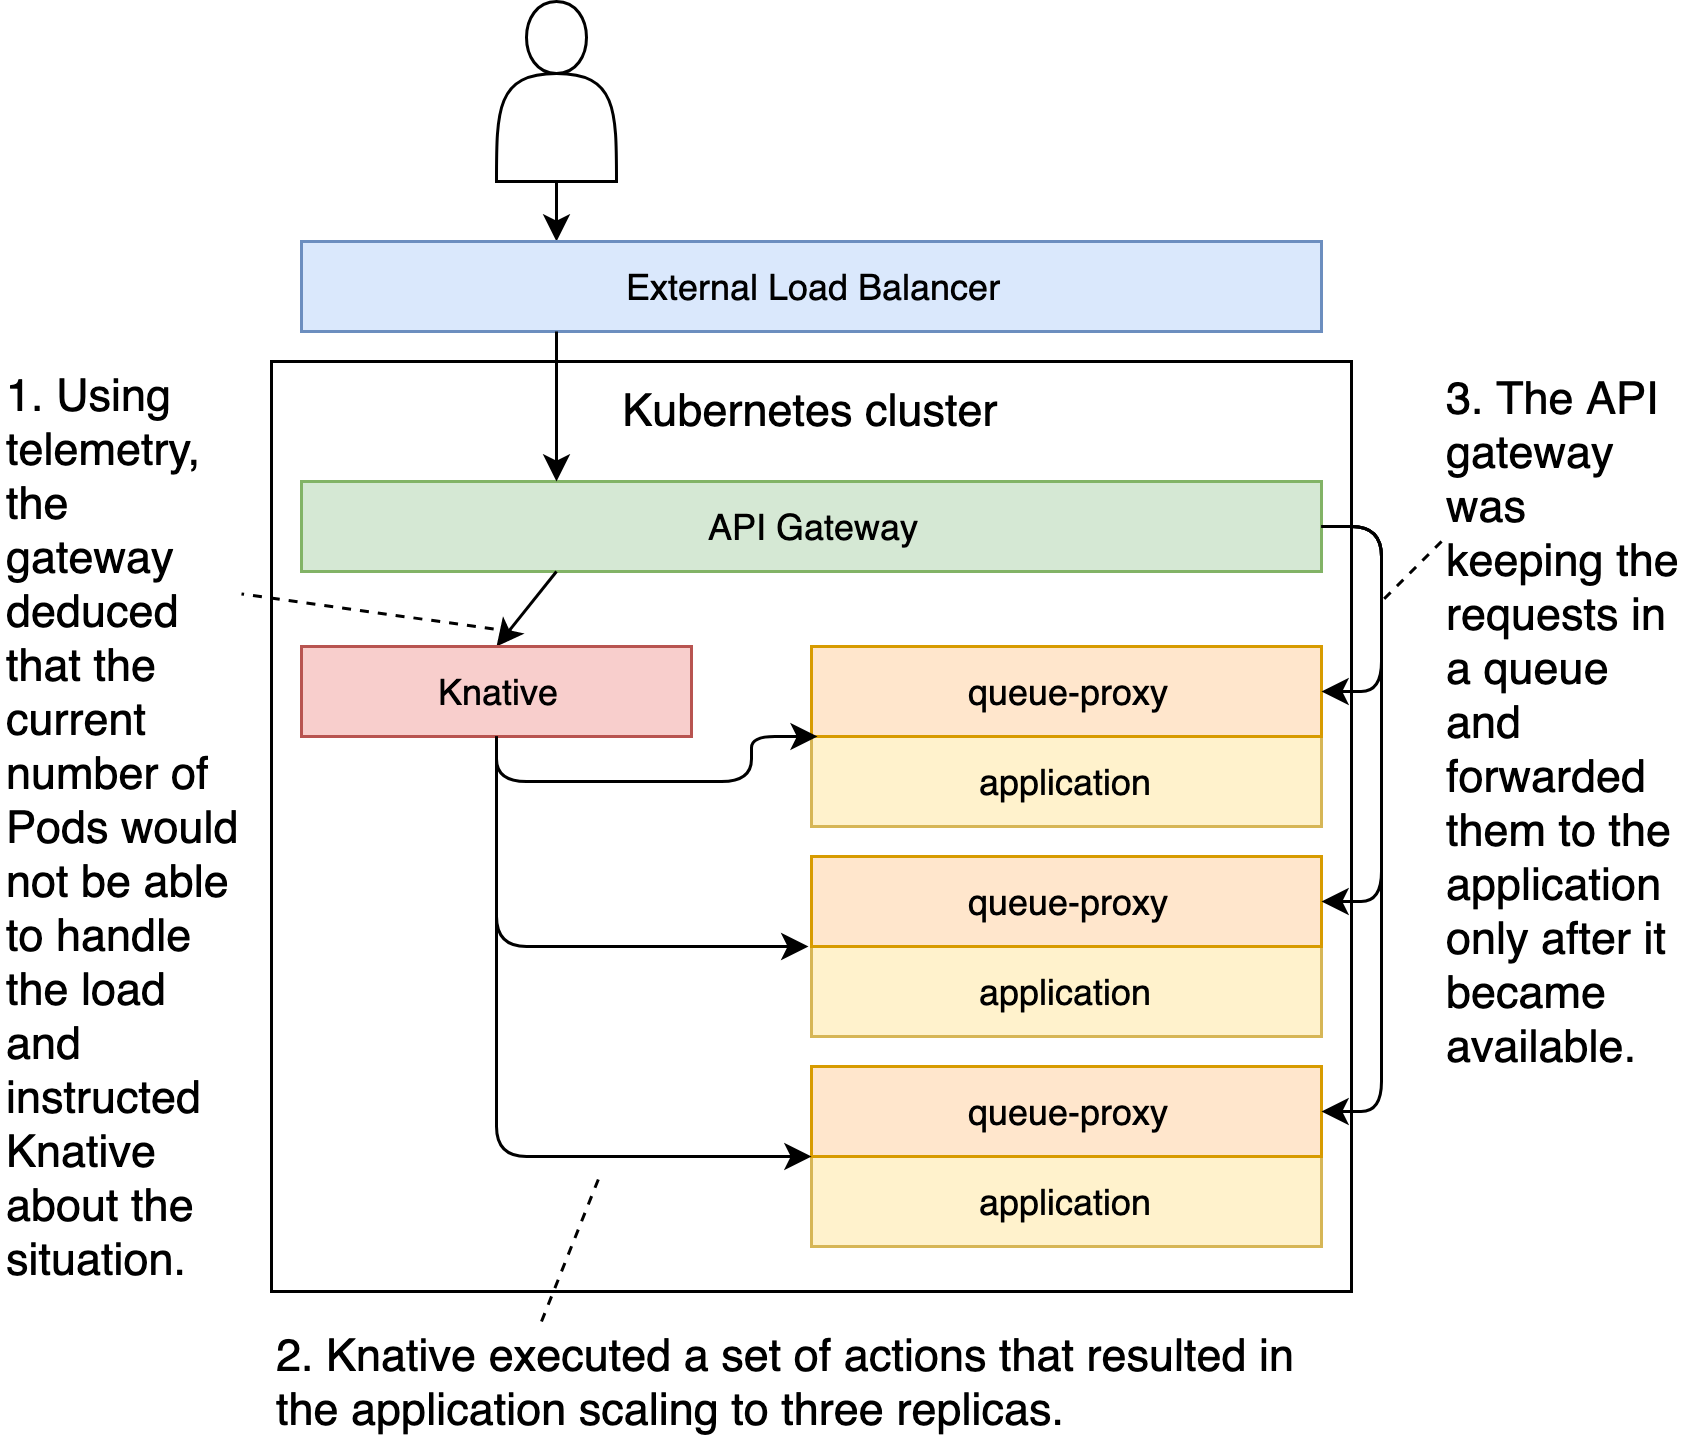 External Load Balancer
Kubernetes cluster
API Gateway
Knative
queue-proxy
application
queue-proxy
application
queue-proxy
application
1. Using
telemetry,
the
gateway
deduced
that the
current
number of
Pods would
not be able
to handle
the load
and
instructed
Knative
about the
situation.
2. Knative executed a set of actions that resulted in
the application scaling to three replicas.
3. The API
gateway
was
keeping the
requests in
a queue
and
forwarded
them to the
application
only after it
became
available.